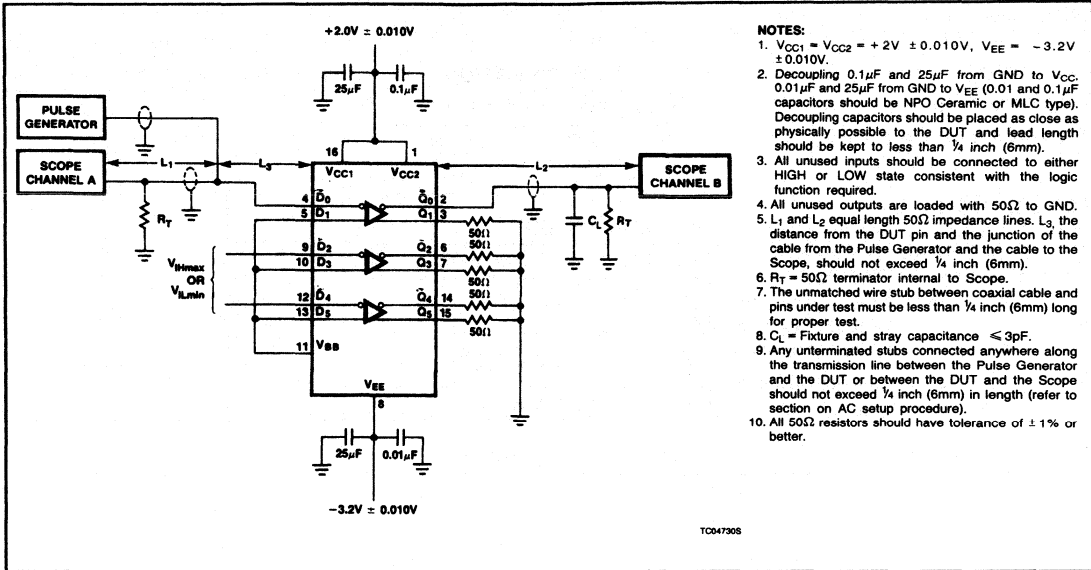 +2.0V ± 0.010V
25μF
0.1μF
PULSE
GENERATOR
SCOPE
CHANNEL A
L1
L3
RT
16
1
VCC1
VCC2
L2
SCOPE
CHANNEL B
CL
RT
4 D̄0
Q̄0 2
5 D1
Q1 3
50Ω
50Ω
9 D̄2
Q̄2 6
10 D3
Q3 7
50Ω
50Ω
VIHmax
OR
VILmin
12 D̄4
Q̄4 14
13 D5
Q5 15
50Ω
50Ω
11 VBB
VEE
8
25μF
0.01μF
−3.2V ± 0.010V
TC04730S
NOTES:
1. VCC1 = VCC2 = +2V ±0.010V, VEE = −3.2V
±0.010V.
2. Decoupling 0.1μF and 25μF from GND to VCC.
0.01μF and 25μF from GND to VEE (0.01 and 0.1μF
capacitors should be NPO Ceramic or MLC type).
Decoupling capacitors should be placed as close as
physically possible to the DUT and lead length
should be kept to less than ¼ inch (6mm).
3. All unused inputs should be connected to either
HIGH or LOW state consistent with the logic
function required.
4. All unused outputs are loaded with 50Ω to GND.
5. L1 and L2 equal length 50Ω impedance lines. L3, the
distance from the DUT pin and the junction of the
cable from the Pulse Generator and the cable to the
Scope, should not exceed ¼ inch (6mm).
6. RT = 50Ω terminator internal to Scope.
7. The unmatched wire stub between coaxial cable and
pins under test must be less than ¼ inch (6mm) long
for proper test.
8. CL = Fixture and stray capacitance ≤ 3pF.
9. Any unterminated stubs connected anywhere along
the transmission line between the Pulse Generator
and the DUT or between the DUT and the Scope
should not exceed ¼ inch (6mm) in length (refer to
section on AC setup procedure).
10. All 50Ω resistors should have tolerance of ±1% or
better.